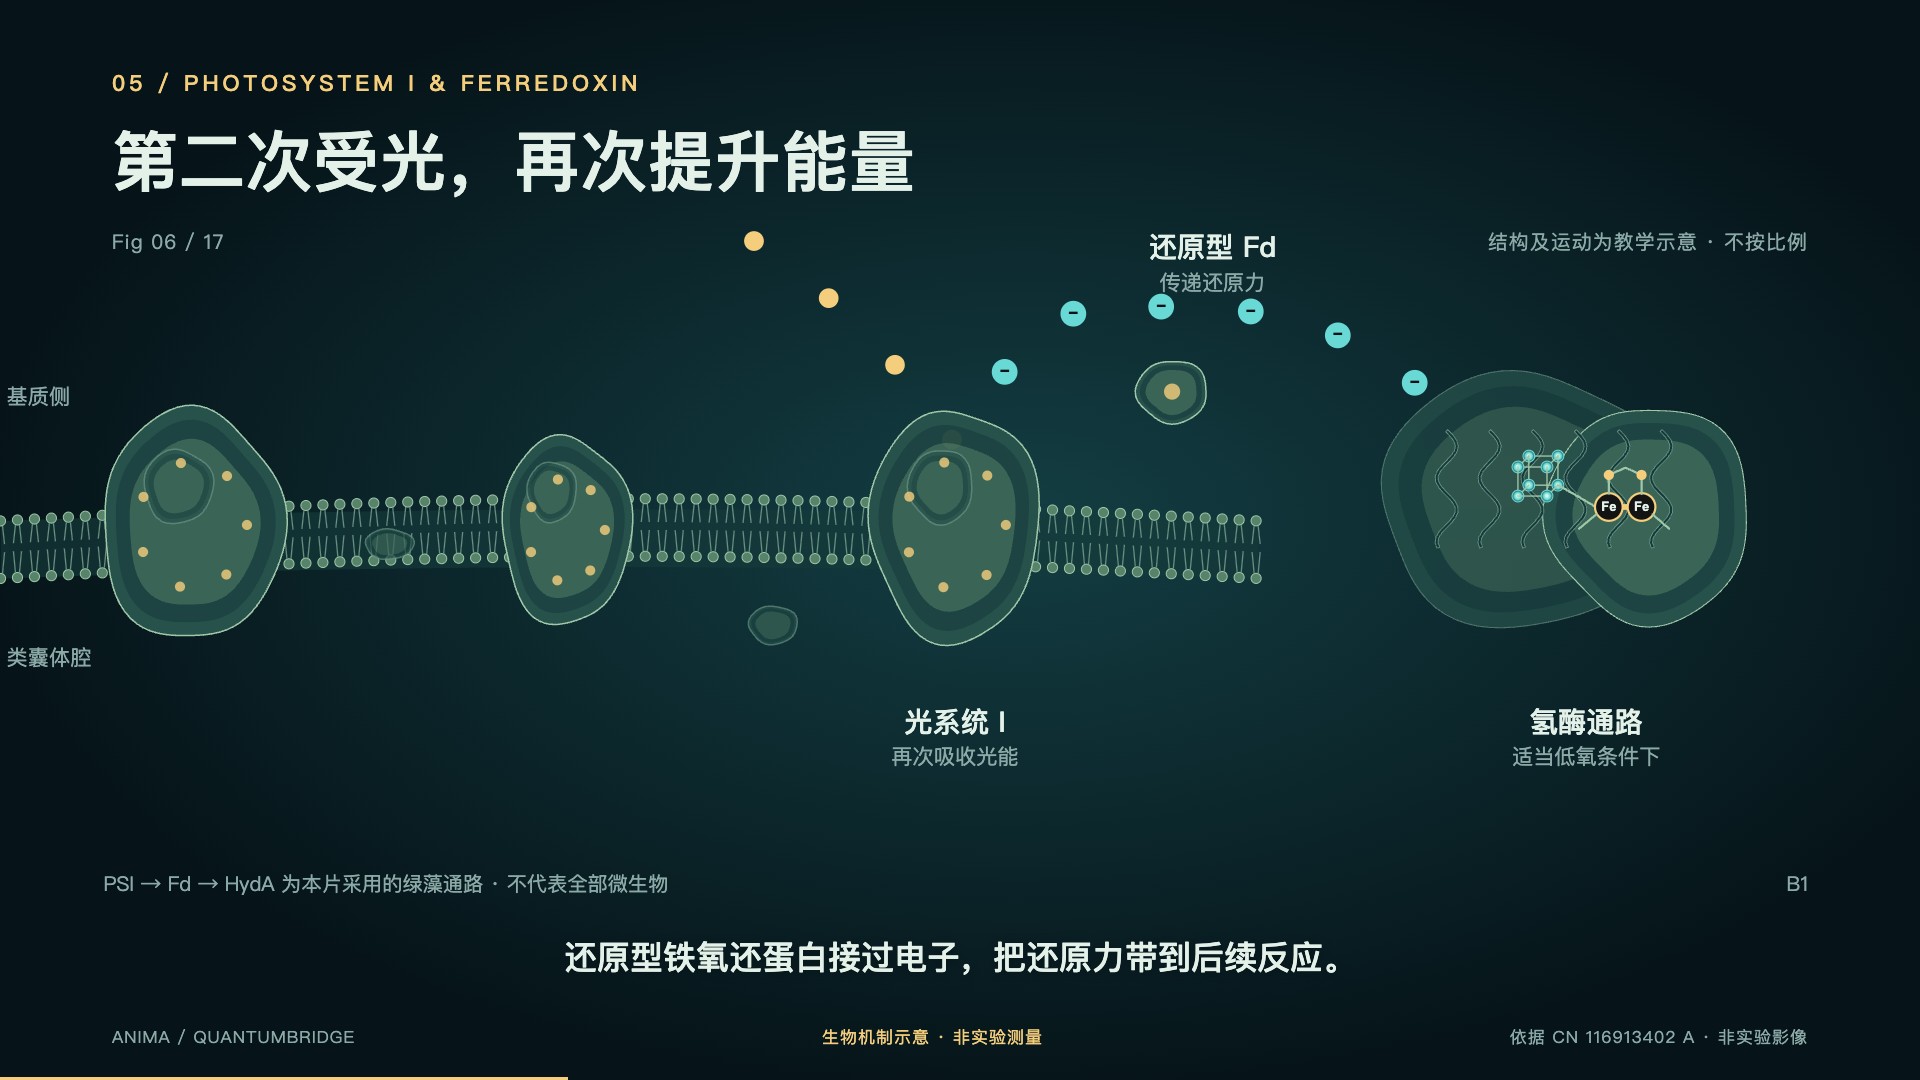 05 / PHOTOSYSTEM I & FERREDOXIN
第二次受光，再次提升能量
Fig 06 / 17
还原型 Fd
传递还原力
结构及运动为教学示意 · 不按比例
基质侧
Fe Fe
类囊体腔
光系统 I
再次吸收光能
氢酶通路
适当低氧条件下
PSI → Fd → HydA 为本片采用的绿藻通路 · 不代表全部微生物
B1
还原型铁氧还蛋白接过电子，把还原力带到后续反应。
ANIMA / QUANTUMBRIDGE
生物机制示意 · 非实验测量
依据 CN 116913402 A · 非实验影像